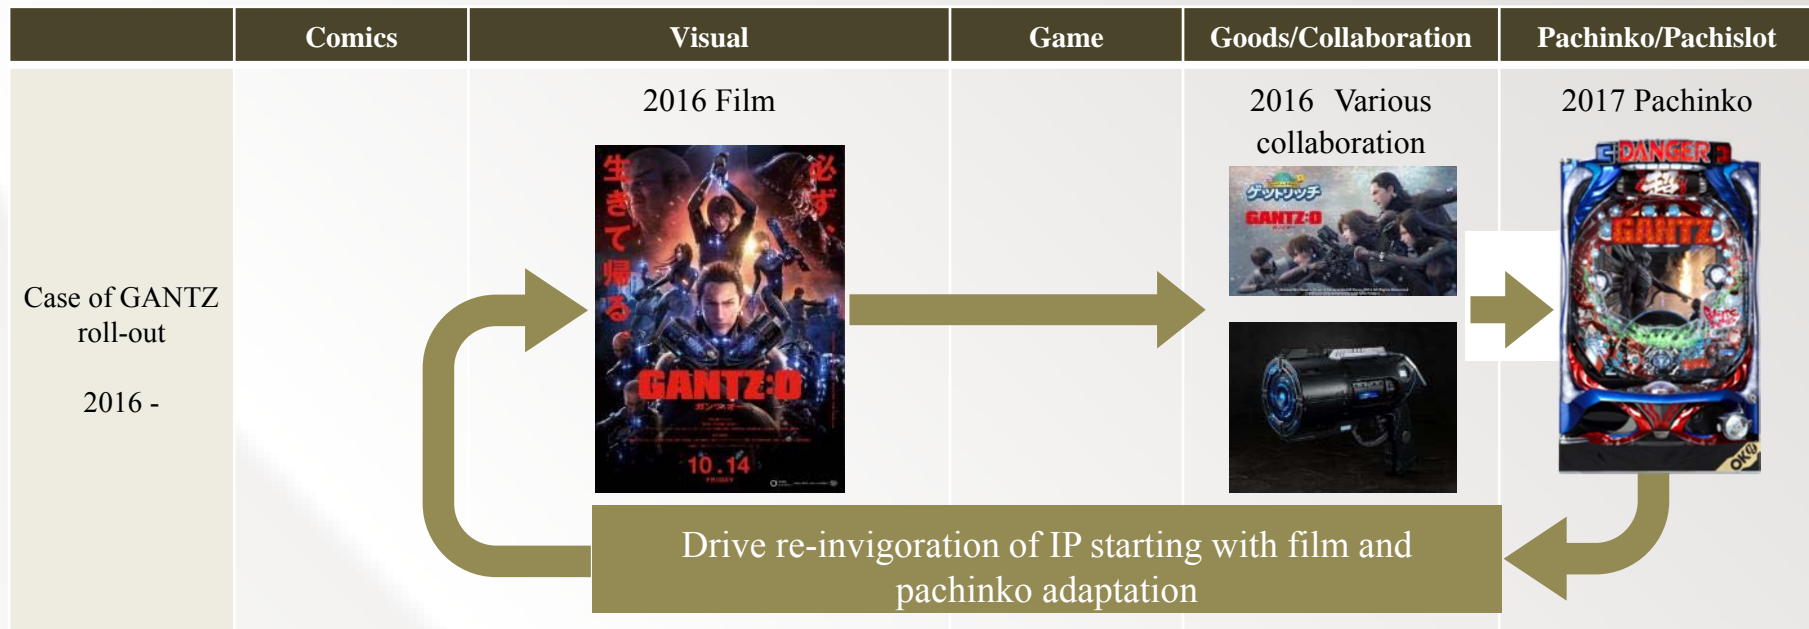 Comics
Visual
Game
Goods/Collaboration
Pachinko/Pachislot
Case of GANTZ
roll-out
2016 -
2016 Film
必ず、
生きて帰る。
GANTZ:O
ガンツ:オー
10.14
FRIDAY
2016 Various
collaboration
ゲットリッチ
GANTZ:O
2017 Pachinko
DANGER
超
GANTZ
OK!!
Drive re-invigoration of IP starting with film and
pachinko adaptation